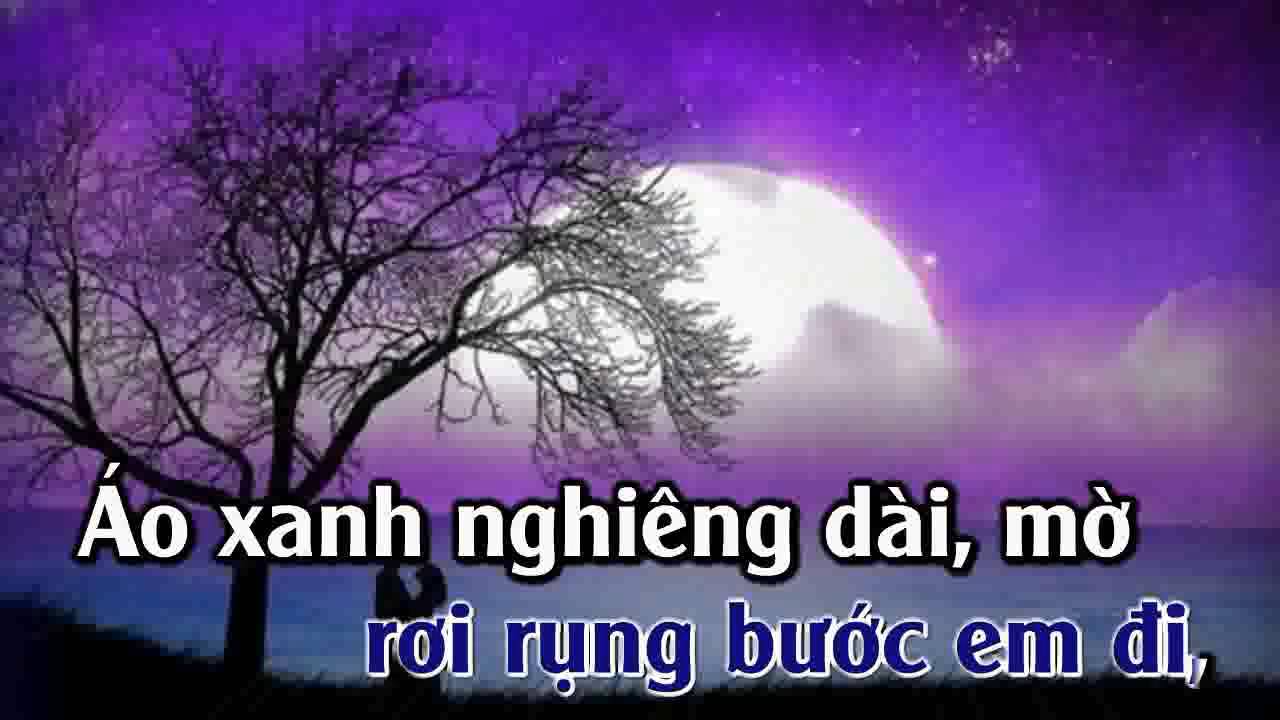 Áo xanh nghiêng dài, mờ
rơi rụng bước em đi,